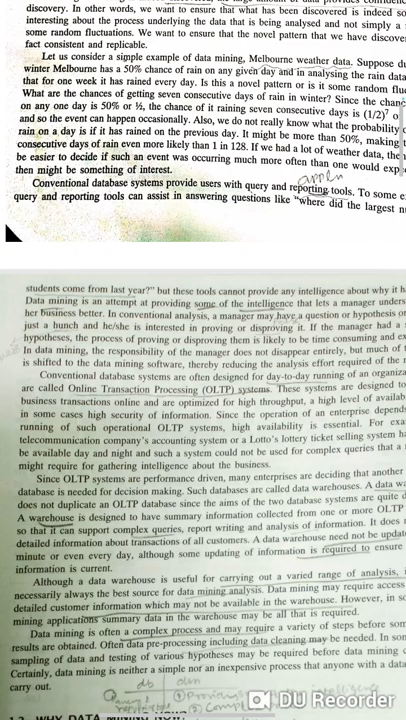 discovery. In other words, we want to ensure that what has been discovered is indeed so
interesting about the process underlying the data that is being analysed and not simply a
some random fluctuations. We want to ensure that the novel pattern that we have discove
fact consistent and replicable.
Let us consider a simple example of data mining, Melbourne weather data. Suppose du
winter Melbourne has a 50% chance of rain on any given day and in analysing the rain data
that for one week it has rained every day. Is this a novel pattern or is it some random fluc
What are the chances of getting seven consecutive days of rain in winter? Since the chanc
on any one day is 50% or ½, the chance of it raining seven consecutive days is (1/2)⁷ o
and so the event can happen occasionally. Also, we do not really know what the probability
rain on a day is if it has rained on the previous day. It might be more than 50%, making
consecutive days of rain even more likely than 1 in 128. If we had a lot of weather data, the
be easier to decide if such an event was occurring much more often than one would exp
then might be something of interest.
Conventional database systems provide users with query and reporting tools. To some e
query and reporting tools can assist in answering questions like "where did the largest n
students come from last year?" but these tools cannot provide any intelligence about why it h
Data mining is an attempt at providing some of the intelligence that lets a manager unders
her business better. In conventional analysis, a manager may have a question or hypothesis or
just a hunch and he/she is interested in proving or disproving it. If the manager had a
hypotheses, the process of proving or disproving them is likely to be time consuming and ex
In data mining, the responsibility of the manager does not disappear entirely, but much of
is shifted to the data mining software, thereby reducing the analysis effort required of the
Conventional database systems are often designed for day-to-day running of an organiza
are called Online Transaction Processing (OLTP) systems. These systems are designed to
business transactions online and are optimized for high throughput, a high level of availab
in some cases high security of information. Since the operation of an enterprise depends
running of such operational OLTP systems, high availability is essential. For exa
telecommunication company's accounting system or a Lotto's lottery ticket selling system ha
be available day and night and such a system could not be used for complex queries that a
might require for gathering intelligence about the business.
Since OLTP systems are performance driven, many enterprises are deciding that another
database is needed for decision making. Such databases are called data warehouses. A data wa
does not duplicate an OLTP database since the aims of the two database systems are quite d
A warehouse is designed to have summary information collected from one or more OLTP
so that it can support complex queries, report writing and analysis of information. It does
detailed information about transactions of all customers. A data warehouse need not be updat
minute or even every day, although some updating of information is required to ensure
information is current.
Although a data warehouse is useful for carrying out a varied range of analysis,
necessarily always the best source for data mining analysis. Data mining may require access
detailed customer information which may not be available in the warehouse. However, in so
mining applications summary data in the warehouse may be all that is required.
Data mining is often a complex process and may require a variety of steps before som
results are obtained. Often data pre-processing including data cleaning may be needed. In som
sampling of data and testing of various hypotheses may be required before data mining
Certainly, data mining is neither a simple nor an inexpensive process that anyone with a data
carry out.
DU Recorder